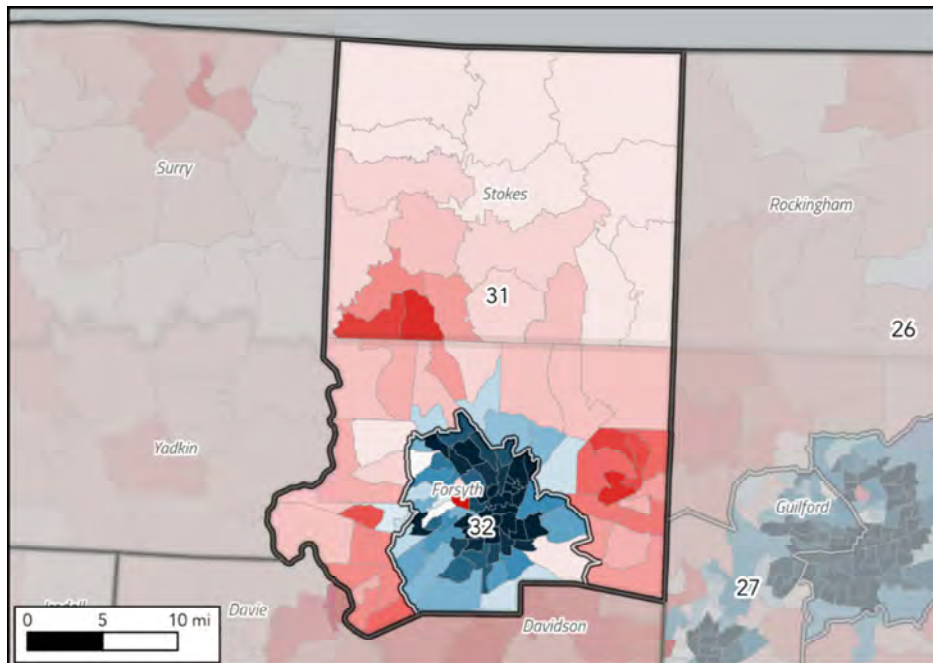 Surry
Stokes
Rockingham
31
26
Yadkin
Forsyth
Guilford
32
27
Davie
Davidson
0 5 10 mi